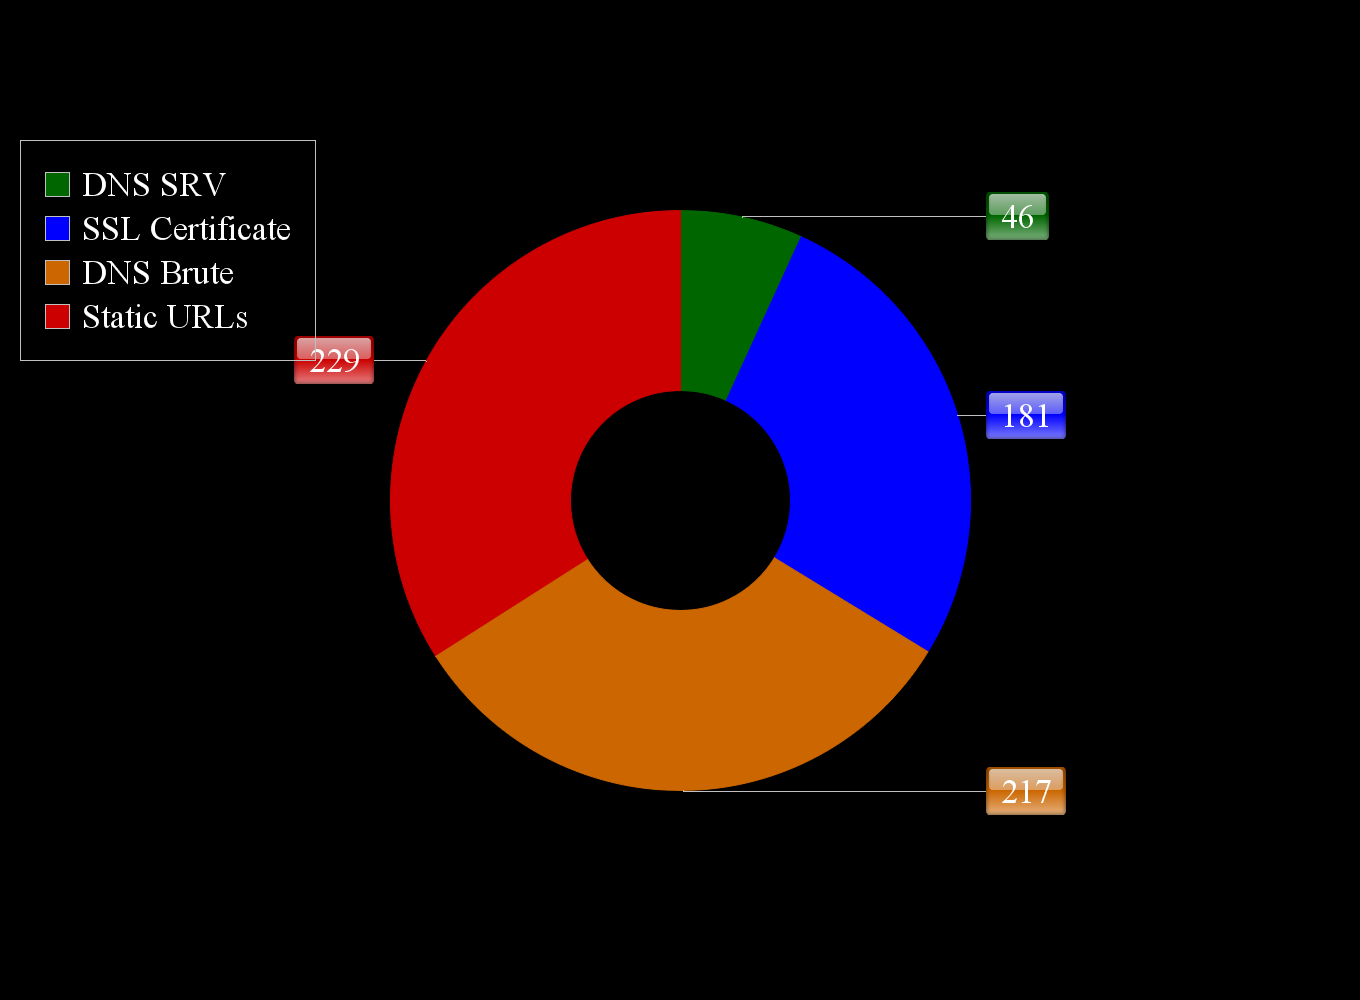 DNS SRV
SSL Certificate
DNS Brute
Static URLs
46
181
217
229